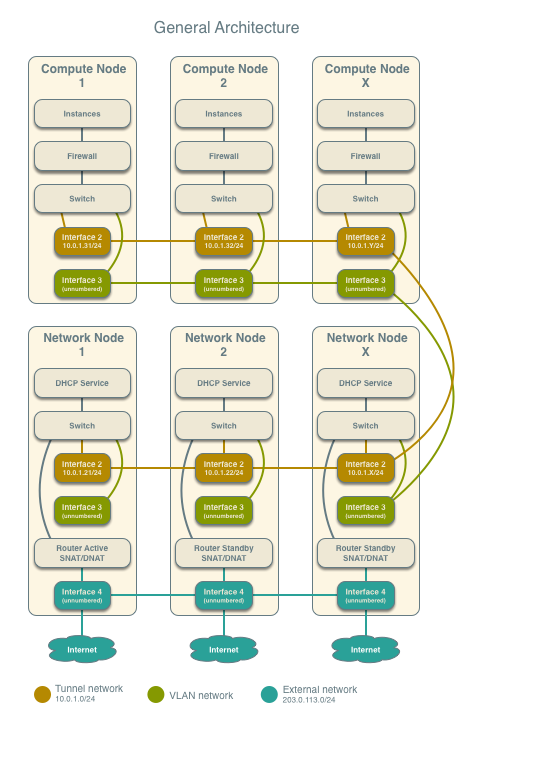 General Architecture
Compute Node
1
Compute Node
2
Compute Node
X
Instances
Instances
Instances
Firewall
Firewall
Firewall
Switch
Switch
Switch
Interface 2
10.0.1.31/24
Interface 2
10.0.1.32/24
Interface 2
10.0.1.Y/24
Interface 3
(unnumbered)
Interface 3
(unnumbered)
Interface 3
(unnumbered)
Network Node
1
Network Node
2
Network Node
X
DHCP Service
DHCP Service
DHCP Service
Switch
Switch
Switch
Interface 2
10.0.1.21/24
Interface 2
10.0.1.22/24
Interface 2
10.0.1.X/24
Interface 3
(unnumbered)
Interface 3
(unnumbered)
Interface 3
(unnumbered)
Router Active
SNAT/DNAT
Router Standby
SNAT/DNAT
Router Standby
SNAT/DNAT
Interface 4
(unnumbered)
Interface 4
(unnumbered)
Interface 4
(unnumbered)
Internet
Internet
Internet
Tunnel network
10.0.1.0/24
VLAN network
External network
203.0.113.0/24